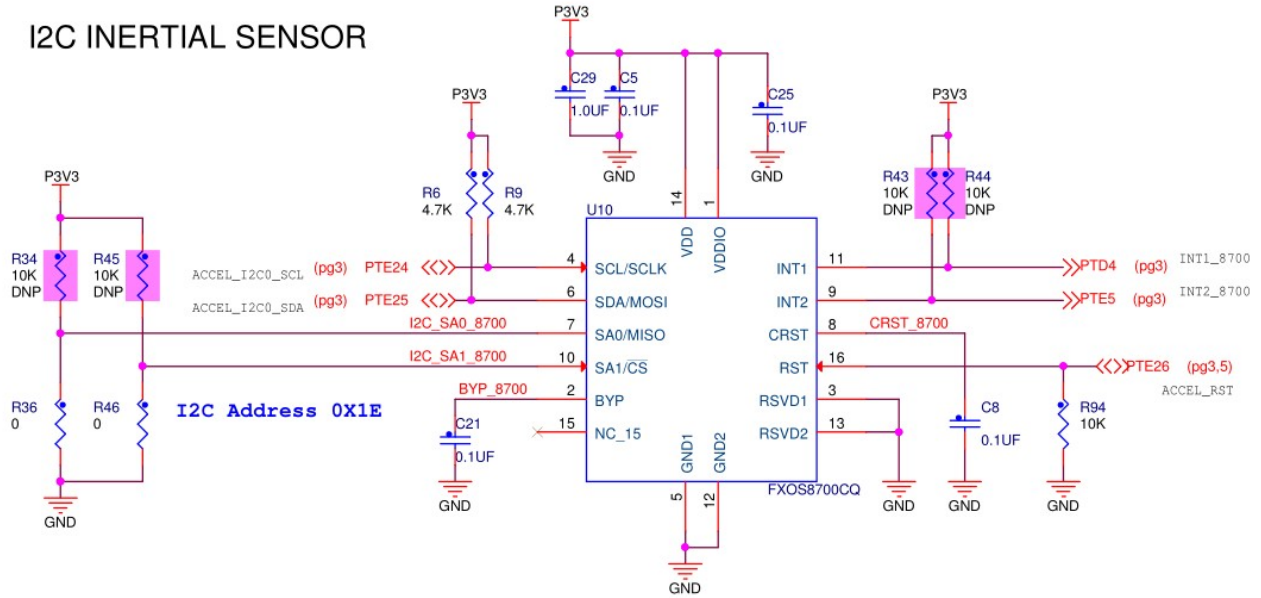 I2C INERTIAL SENSOR
P3V3
C29
1.0UF
C5
0.1UF
C25
0.1UF
GND
GND
P3V3
R6
4.7K
R9
4.7K
P3V3
R43
10K
DNP
R44
10K
DNP
P3V3
R34
10K
DNP
R45
10K
DNP
R36
0
R46
0
GND
I2C Address 0X1E
ACCEL_I2C0_SCL (pg3) PTE24
ACCEL_I2C0_SDA (pg3) PTE25
I2C_SA0_8700
I2C_SA1_8700
BYP_8700
C21
0.1UF
GND
U10
14 VDD
1 VDDIO
4 SCL/SCLK
6 SDA/MOSI
7 SA0/MISO
10 SA1/CS
2 BYP
15 NC_15
5 GND1
12 GND2
GND
INT1 11
INT2 9
CRST 8
RST 16
RSVD1 3
RSVD2 13
FXOS8700CQ
PTD4 (pg3) INT1_8700
PTE5 (pg3) INT2_8700
CRST_8700
PTE26 (pg3,5)
ACCEL_RST
C8
0.1UF
R94
10K
GND
GND
GND